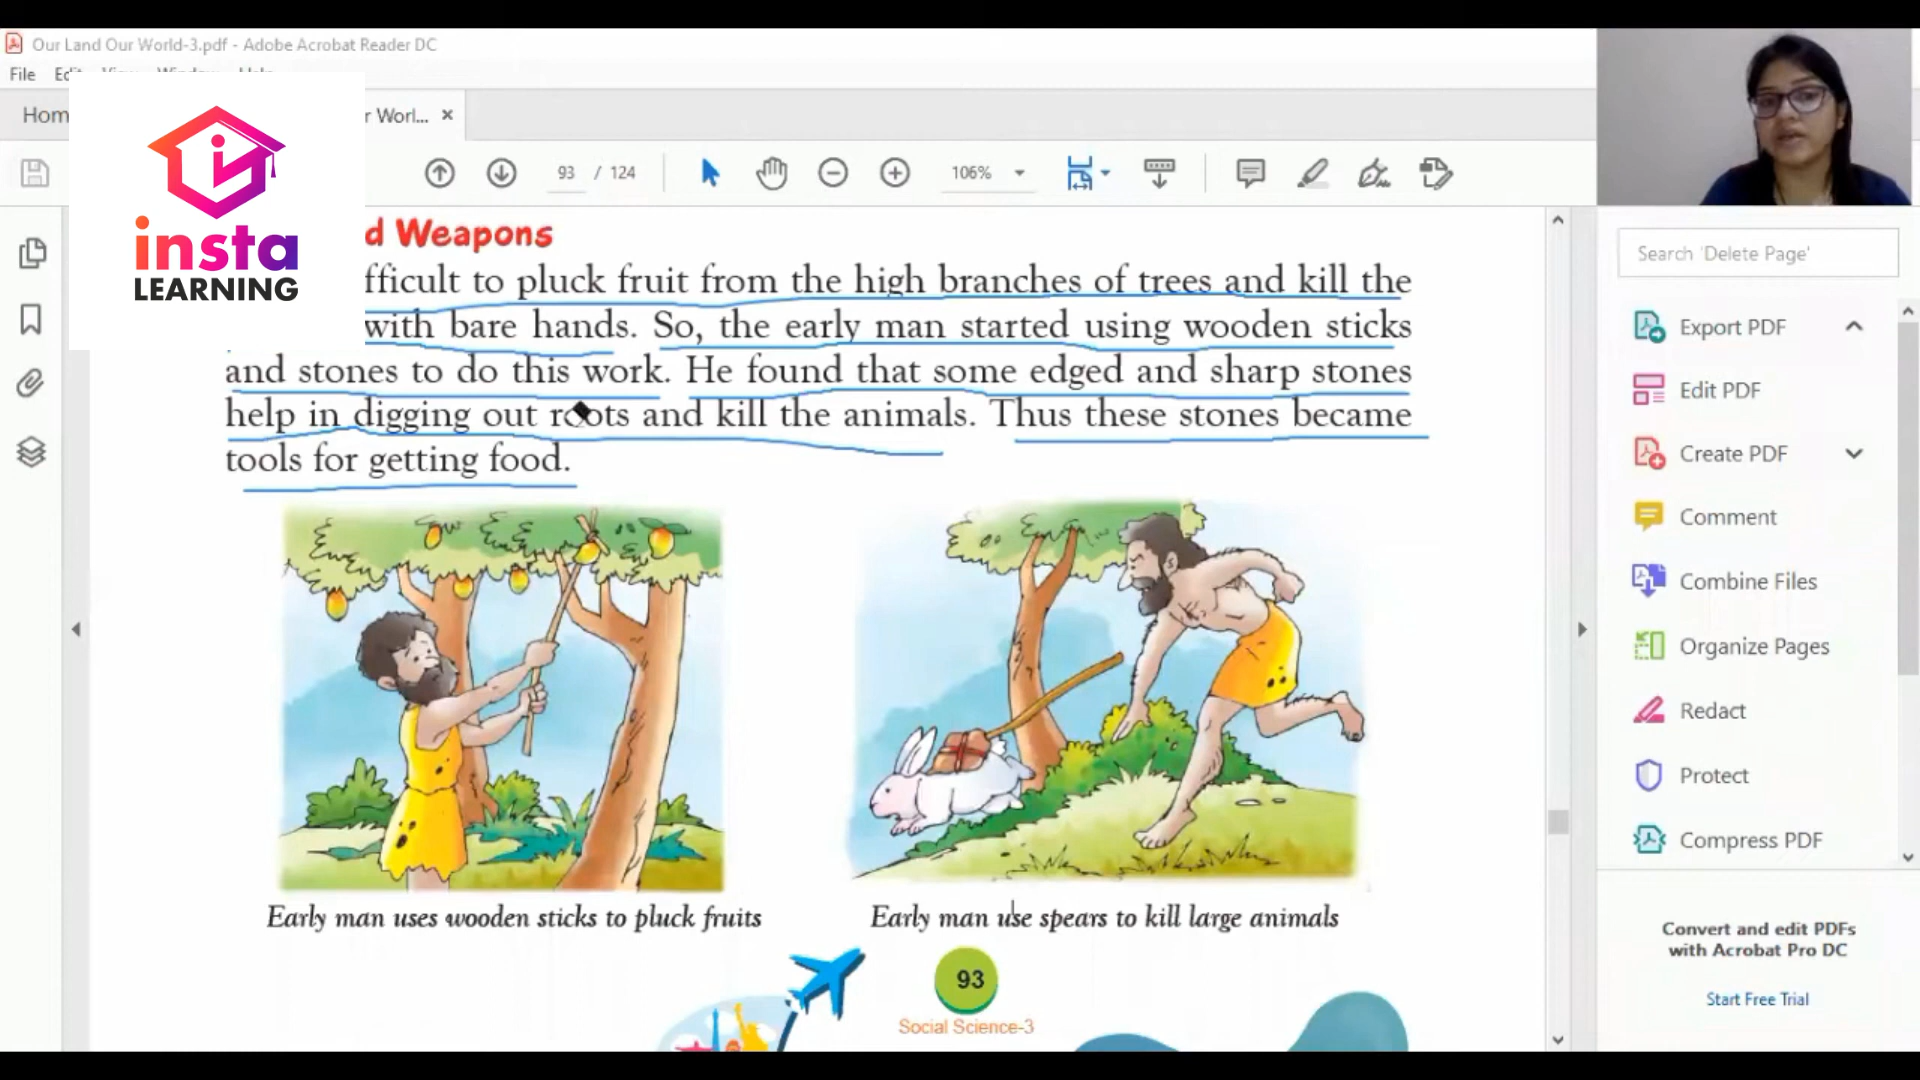 Our Land Our World-3.pdf - Adobe Acrobat Reader DC
File
Hom
r Worl... ×
93 / 124
106%
insta
LEARNING
d Weapons
fficult to pluck fruit from the high branches of trees and kill the
with bare hands. So, the early man started using wooden sticks
and stones to do this work. He found that some edged and sharp stones
help in digging out roots and kill the animals. Thus these stones became
tools for getting food.
Early man uses wooden sticks to pluck fruits
Early man use spears to kill large animals
93
Social Science-3
Search 'Delete Page'
Export PDF
Edit PDF
Create PDF
Comment
Combine Files
Organize Pages
Redact
Protect
Compress PDF
Convert and edit PDFs
with Acrobat Pro DC
Start Free Trial